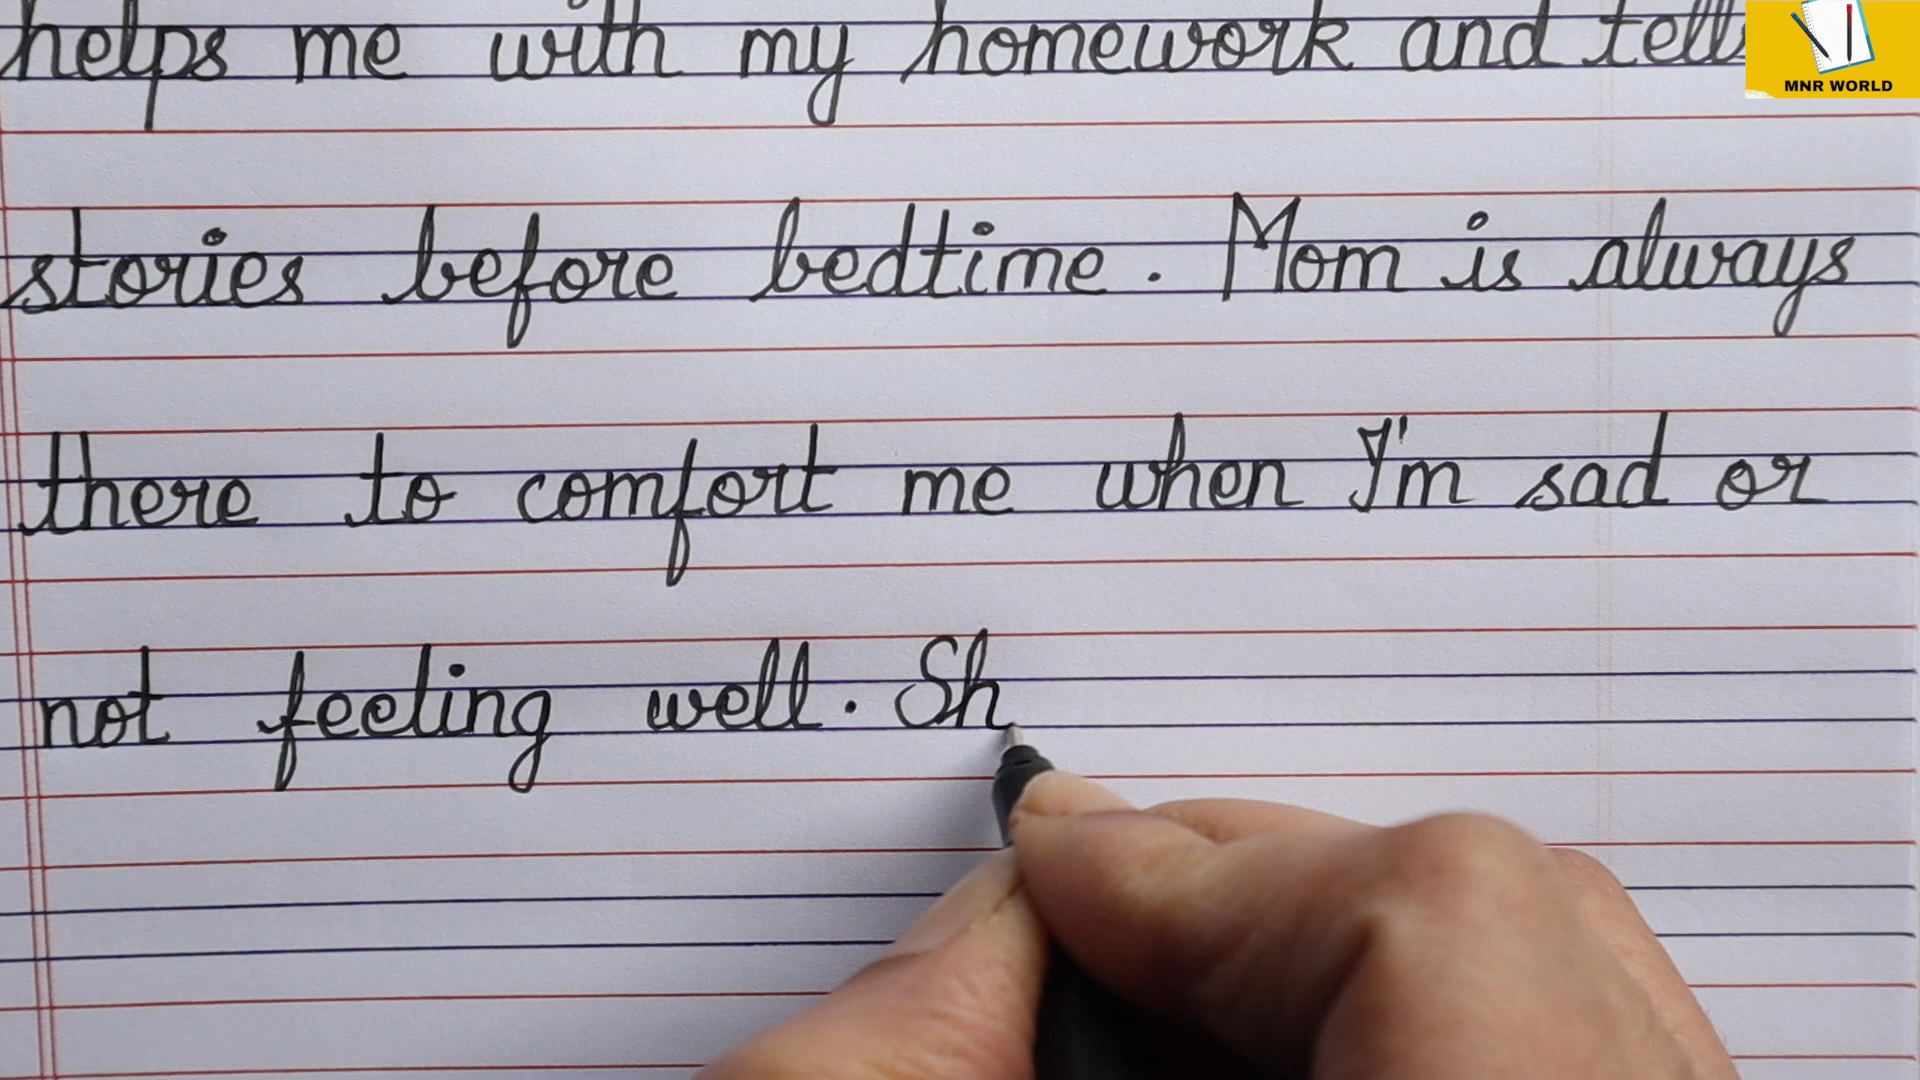 helps me with my homework and tells
MNR WORLD
stories before bedtime. Mom is always
there to comfort me when I'm sad or
not feeling well. Sh